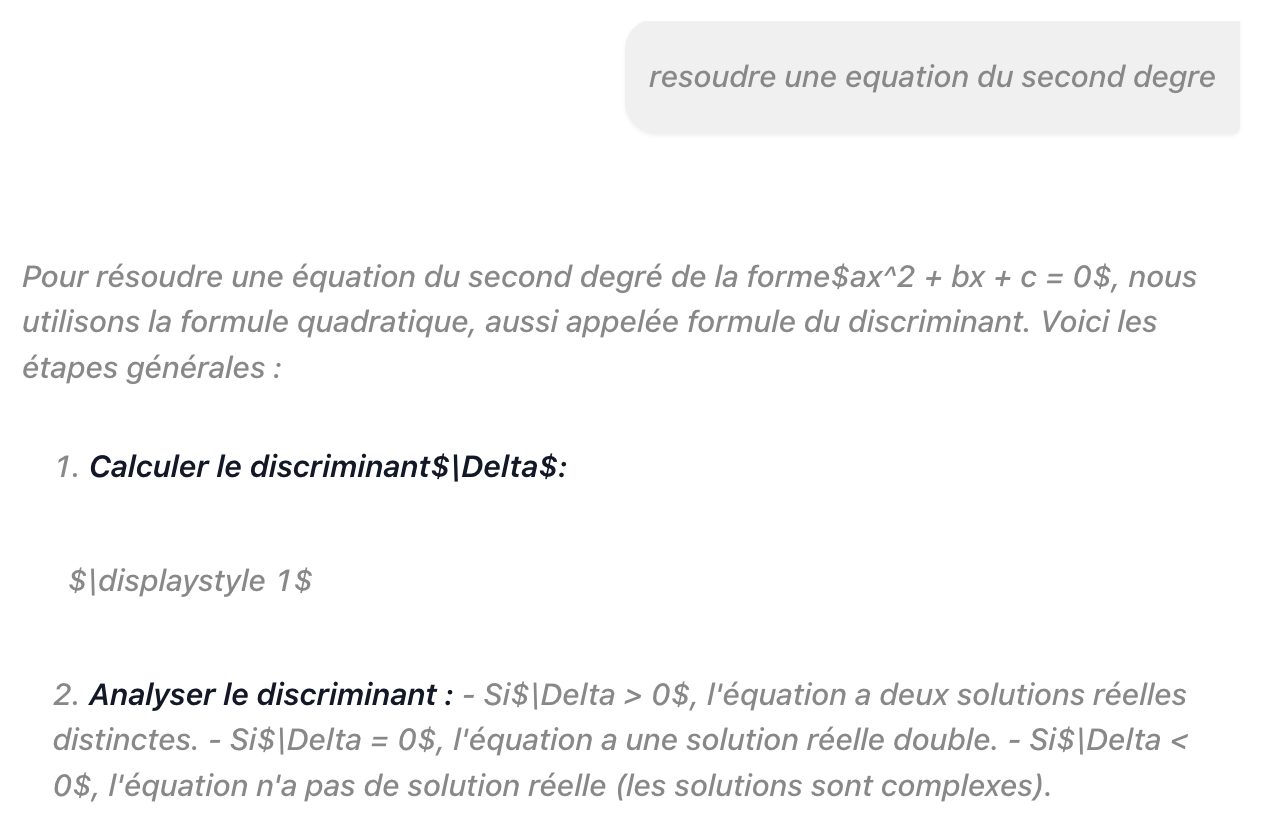 resoudre une equation du second degre
Pour résoudre une équation du second degré de la forme$ax^2 + bx + c = 0$, nous
utilisons la formule quadratique, aussi appelée formule du discriminant. Voici les
étapes générales :
1. Calculer le discriminant$\Delta$:
$\displaystyle 1$
2. Analyser le discriminant : - Si$\Delta > 0$, l'équation a deux solutions réelles
distinctes. - Si$\Delta = 0$, l'équation a une solution réelle double. - Si$\Delta <
0$, l'équation n'a pas de solution réelle (les solutions sont complexes).